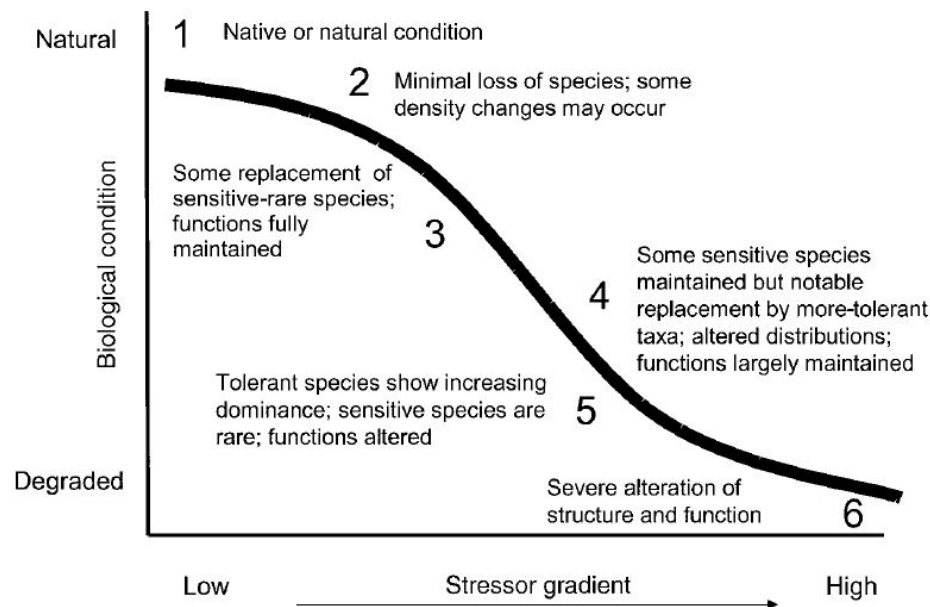 Natural
1 Native or natural condition
2 Minimal loss of species; some
density changes may occur
Some replacement of
sensitive-rare species;
functions fully
maintained
3
Biological condition
4 Some sensitive species
maintained but notable
replacement by more-tolerant
taxa; altered distributions;
functions largely maintained
Tolerant species show increasing
dominance; sensitive species are
rare; functions altered
5
Degraded
Severe alteration of
structure and function
6
Low Stressor gradient High